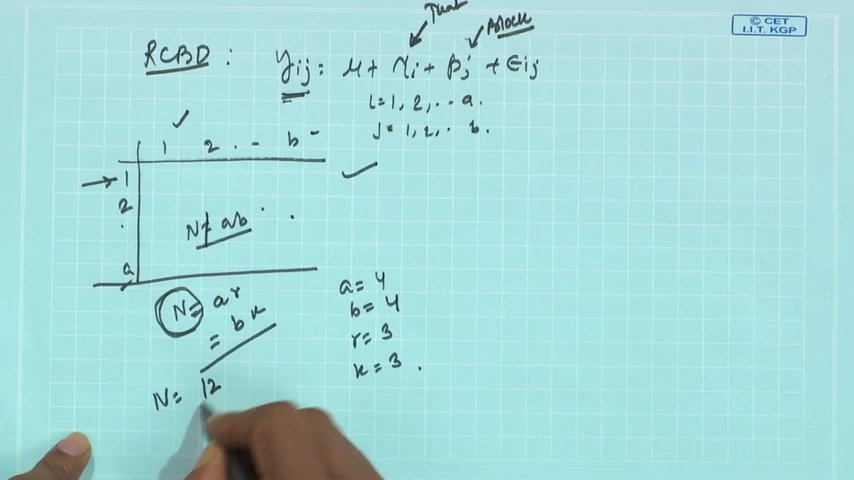 © CET
I.I.T. KGP
Treat
Block
RCBD : yij = μ + τi + βj + ϵij
i = 1, 2, .. a.
j = 1, 2, .. b.
1 2 . - b
1
2
.
a
N ≠ ab
N = ar
= bk
N = 12
a = 4
b = 4
r = 3
k = 3 .